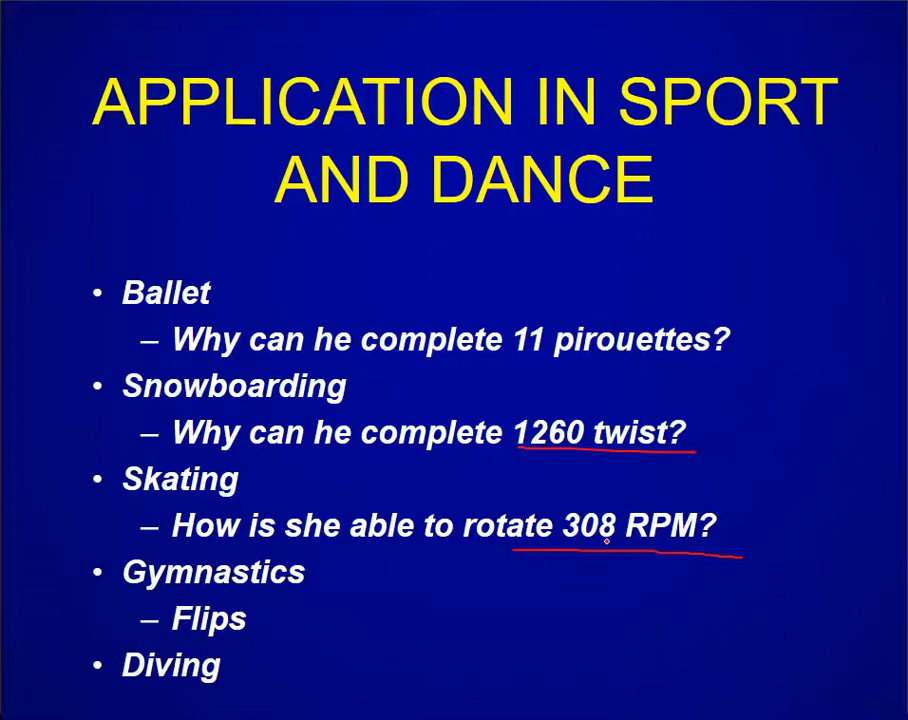 APPLICATION IN SPORT
AND DANCE
• Ballet
– Why can he complete 11 pirouettes?
• Snowboarding
– Why can he complete 1260 twist?
• Skating
– How is she able to rotate 308 RPM?
• Gymnastics
– Flips
• Diving